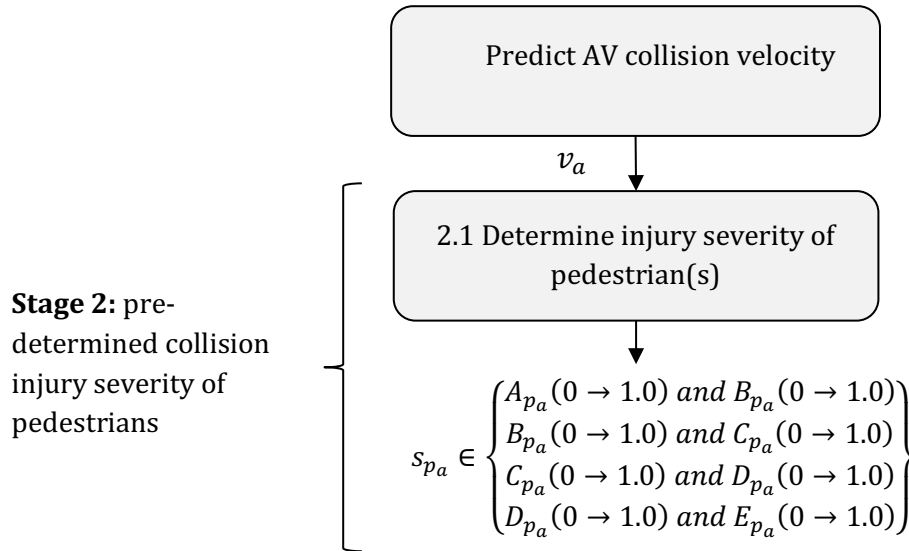 Predict AV collision velocity
v_a
2.1 Determine injury severity of
pedestrian(s)
Stage 2: pre-
determined collision
injury severity of
pedestrians
s_{p_a} ∈ {
A_{p_a}(0 → 1.0) and B_{p_a}(0 → 1.0)
B_{p_a}(0 → 1.0) and C_{p_a}(0 → 1.0)
C_{p_a}(0 → 1.0) and D_{p_a}(0 → 1.0)
D_{p_a}(0 → 1.0) and E_{p_a}(0 → 1.0)
}